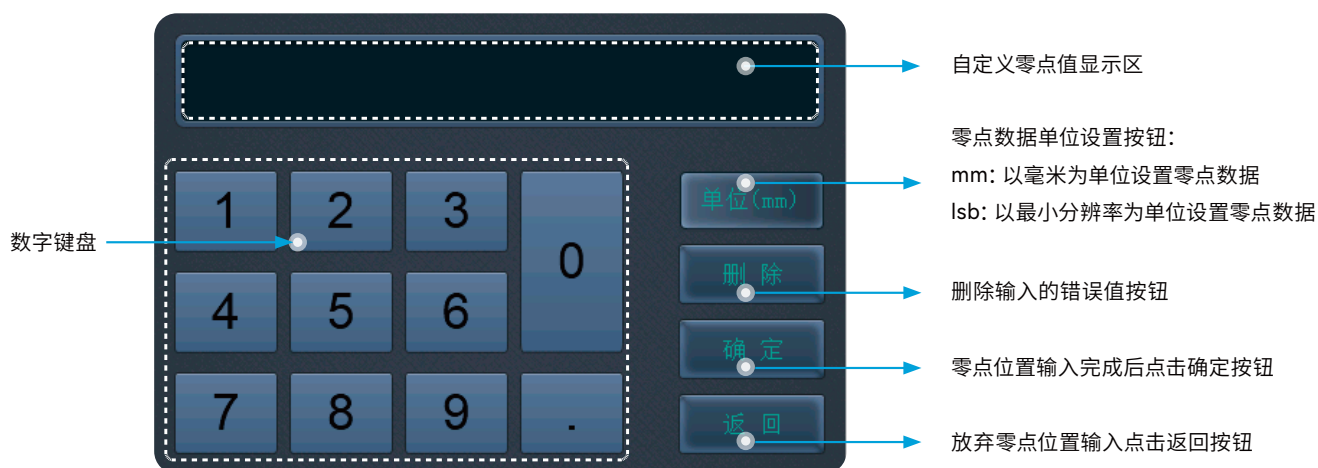 自定义零点值显示区
零点数据单位设置按钮：
mm：以毫米为单位设置零点数据
lsb：以最小分辨率为单位设置零点数据
数字键盘
1 2 3 0
单位(mm)
4 5 6
删 除
删除输入的错误值按钮
确 定
零点位置输入完成后点击确定按钮
7 8 9 .
返 回
放弃零点位置输入点击返回按钮